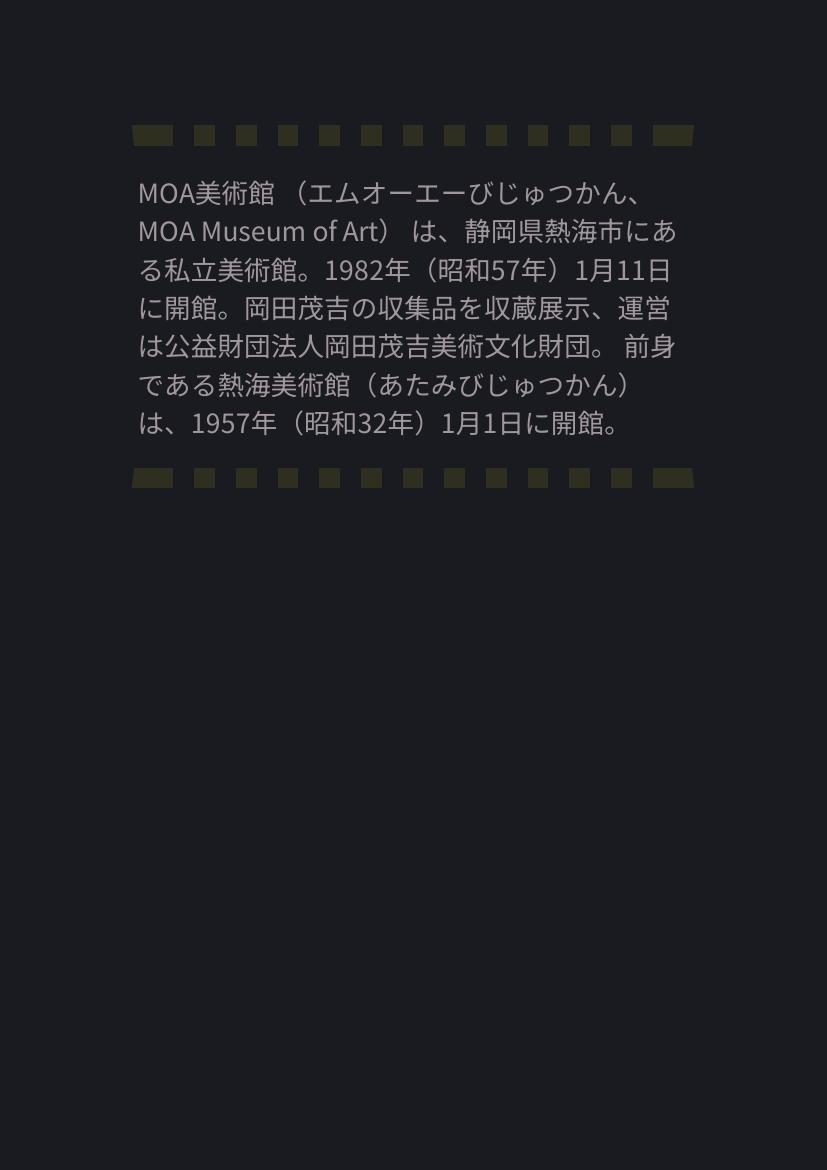 MOA美術館 （エムオーエーびじゅつかん、
MOA Museum of Art） は、静岡県熱海市にあ
る私立美術館。1982年（昭和57年）1月11日
に開館。岡田茂吉の収集品を収蔵展示、運営
は公益財団法人岡田茂吉美術文化財団。 前身
である熱海美術館（あたみびじゅつかん）
は、1957年（昭和32年）1月1日に開館。